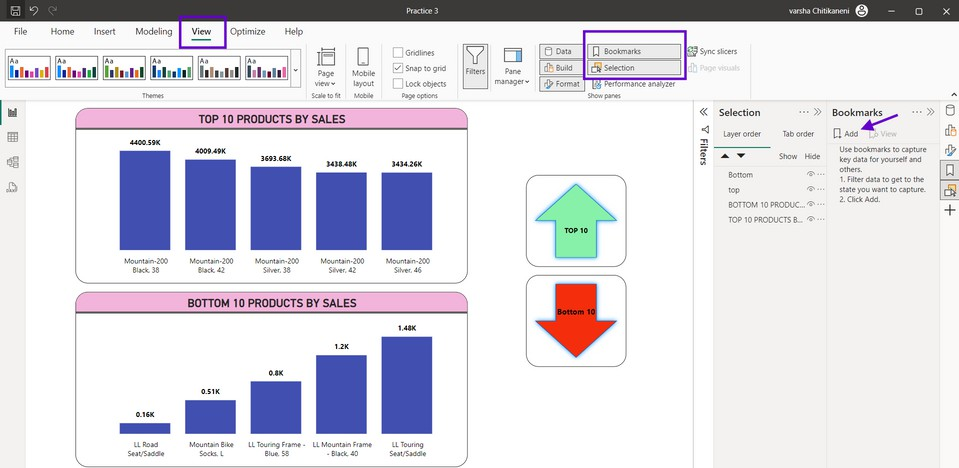 Practice 3
varsha Chitikaneni
File Home Insert Modeling View Optimize Help
Aa Aa Aa Aa Aa Aa
Themes
Page view
Scale to fit
Mobile layout
Mobile
Gridlines
Snap to grid
Lock objects
Page options
Filters
Pane manager
Data
Build
Format
Bookmarks
Selection
Performance analyzer
Show panes
Sync slicers
Page visuals
TOP 10 PRODUCTS BY SALES
4400.59K 4009.49K 3693.68K 3438.48K 3434.26K
Mountain-200 Mountain-200 Mountain-200 Mountain-200 Mountain-200
Black, 38 Black, 42 Silver, 38 Silver, 42 Silver, 46
BOTTOM 10 PRODUCTS BY SALES
0.16K 0.51K 0.8K 1.2K 1.48K
LL Road Mountain Bike LL Touring Frame - LL Mountain Frame LL Touring
Seat/Saddle Socks, L Blue, 58 - Black, 40 Seat/Saddle
TOP 10
Bottom 10
Filters
Selection
Layer order Tab order
Show Hide
Bottom
top
BOTTOM 10 PRODUC...
TOP 10 PRODUCTS B...
Bookmarks
Add View
Use bookmarks to capture
key data for yourself and
others.
1. Filter data to get to the
state you want to capture.
2. Click Add.